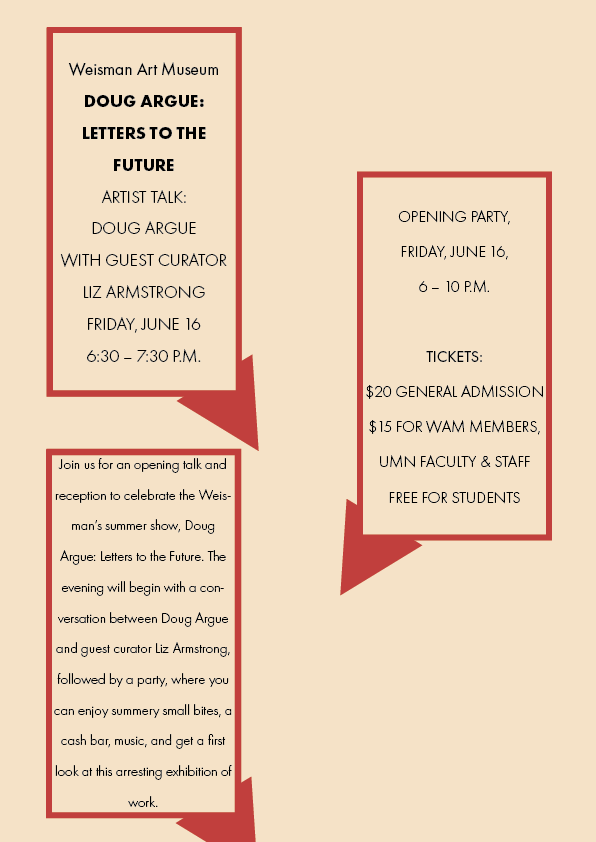 Weisman Art Museum
DOUG ARGUE:
LETTERS TO THE
FUTURE
ARTIST TALK:
DOUG ARGUE
WITH GUEST CURATOR
LIZ ARMSTRONG
FRIDAY, JUNE 16
6:30 – 7:30 P.M.
Join us for an opening talk and
reception to celebrate the Weis-
man's summer show, Doug
Argue: Letters to the Future. The
evening will begin with a con-
versation between Doug Argue
and guest curator Liz Armstrong,
followed by a party, where you
can enjoy summery small bites, a
cash bar, music, and get a first
look at this arresting exhibition of
work.
OPENING PARTY,
FRIDAY, JUNE 16,
6 – 10 P.M.
TICKETS:
$20 GENERAL ADMISSION
$15 FOR WAM MEMBERS,
UMN FACULTY & STAFF
FREE FOR STUDENTS